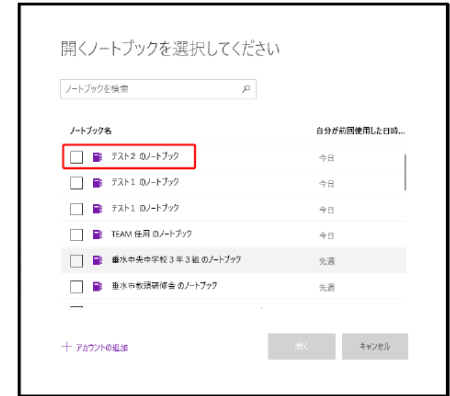 開くノートブックを選択してください
ノートブックを検索
ノートブック名 自分が前回使用した日時...
テスト2 のノートブック 今日
テスト1 のノートブック 今日
テスト1 のノートブック 今日
TEAM 任用 のノートブック 今日
垂水中央中学校3年3組 のノートブック 先週
垂水市教頭研修会 のノートブック 先週
+ アカウントの追加 開く キャンセル